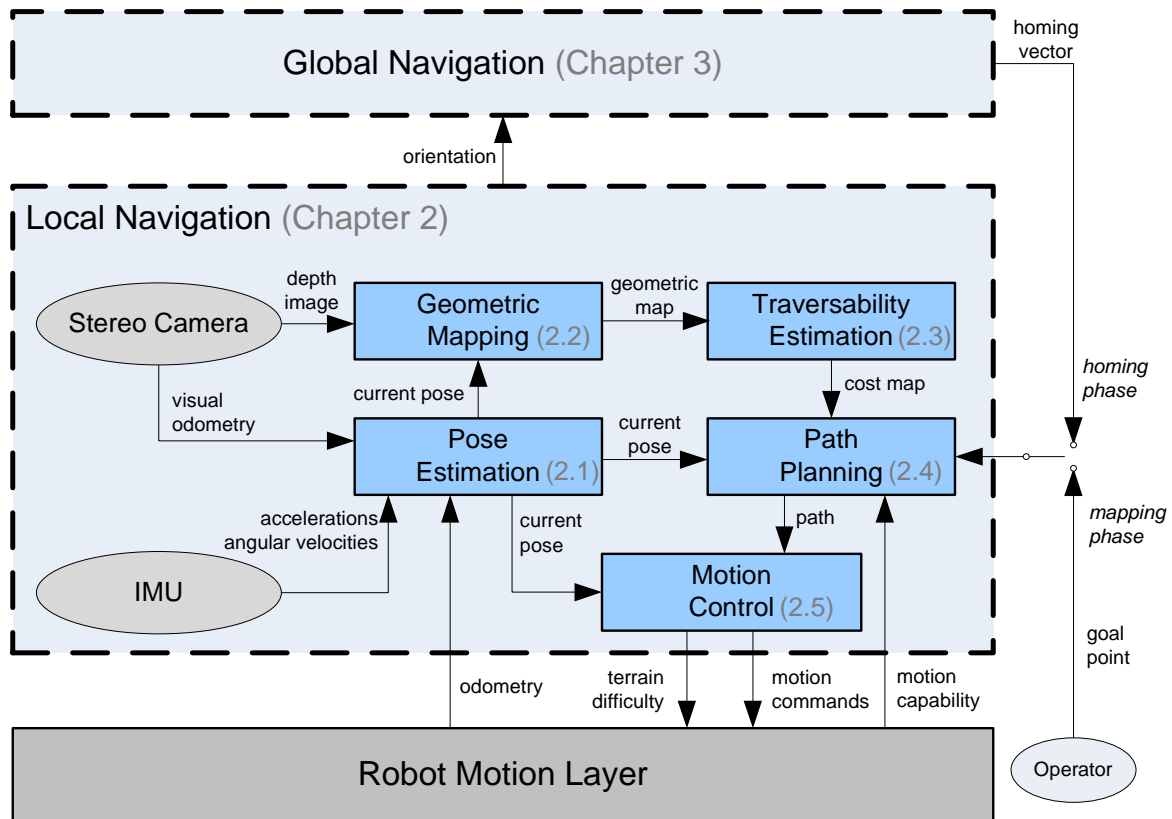 homing
vector
Global Navigation (Chapter 3)
orientation
Local Navigation (Chapter 2)
depth
image
geometric
map
Stereo Camera
Geometric
Mapping (2.2)
Traversability
Estimation (2.3)
current pose
cost map
homing
phase
visual
odometry
current
pose
Pose
Estimation (2.1)
Path
Planning (2.4)
accelerations
angular velocities
current
pose
path
mapping
phase
IMU
Motion
Control (2.5)
goal
point
odometry
terrain
difficulty
motion
commands
motion
capability
Robot Motion Layer
Operator